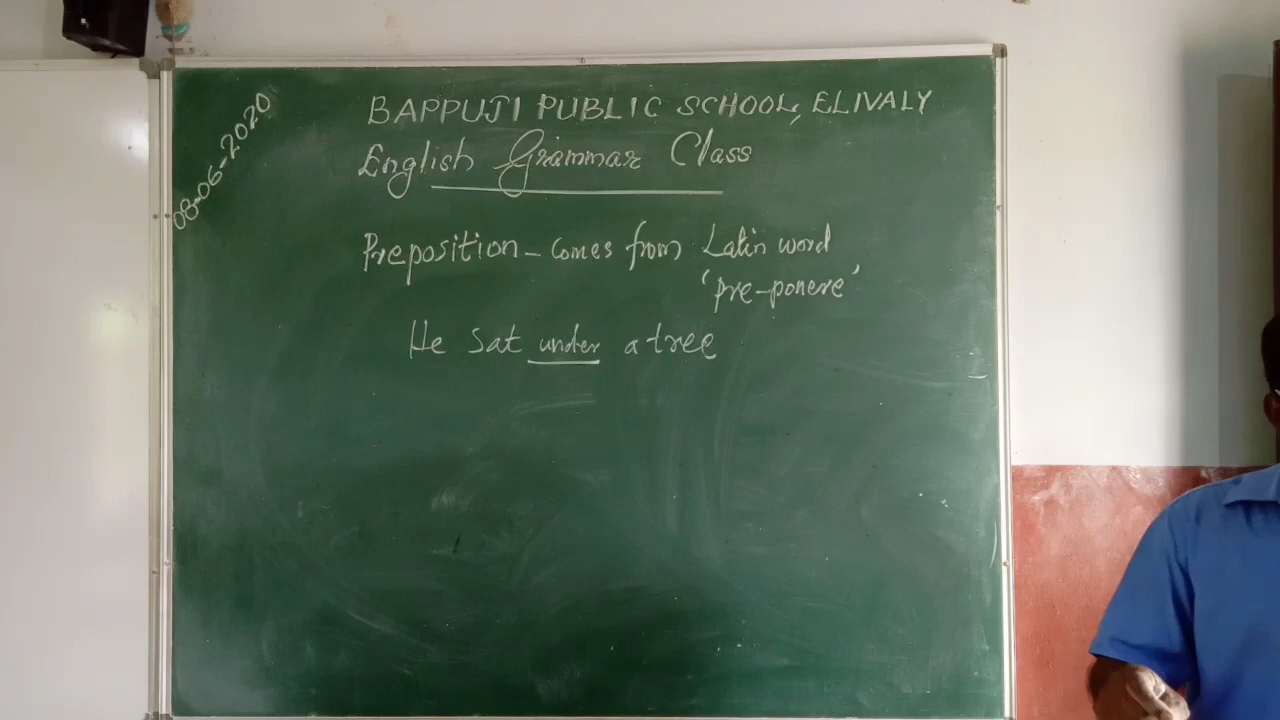 BAPPUJI PUBLIC SCHOOL, ELIVALY
English Grammar Class
08-06-2020
Preposition - comes from Latin word
'pre-ponere'
He sat under a tree